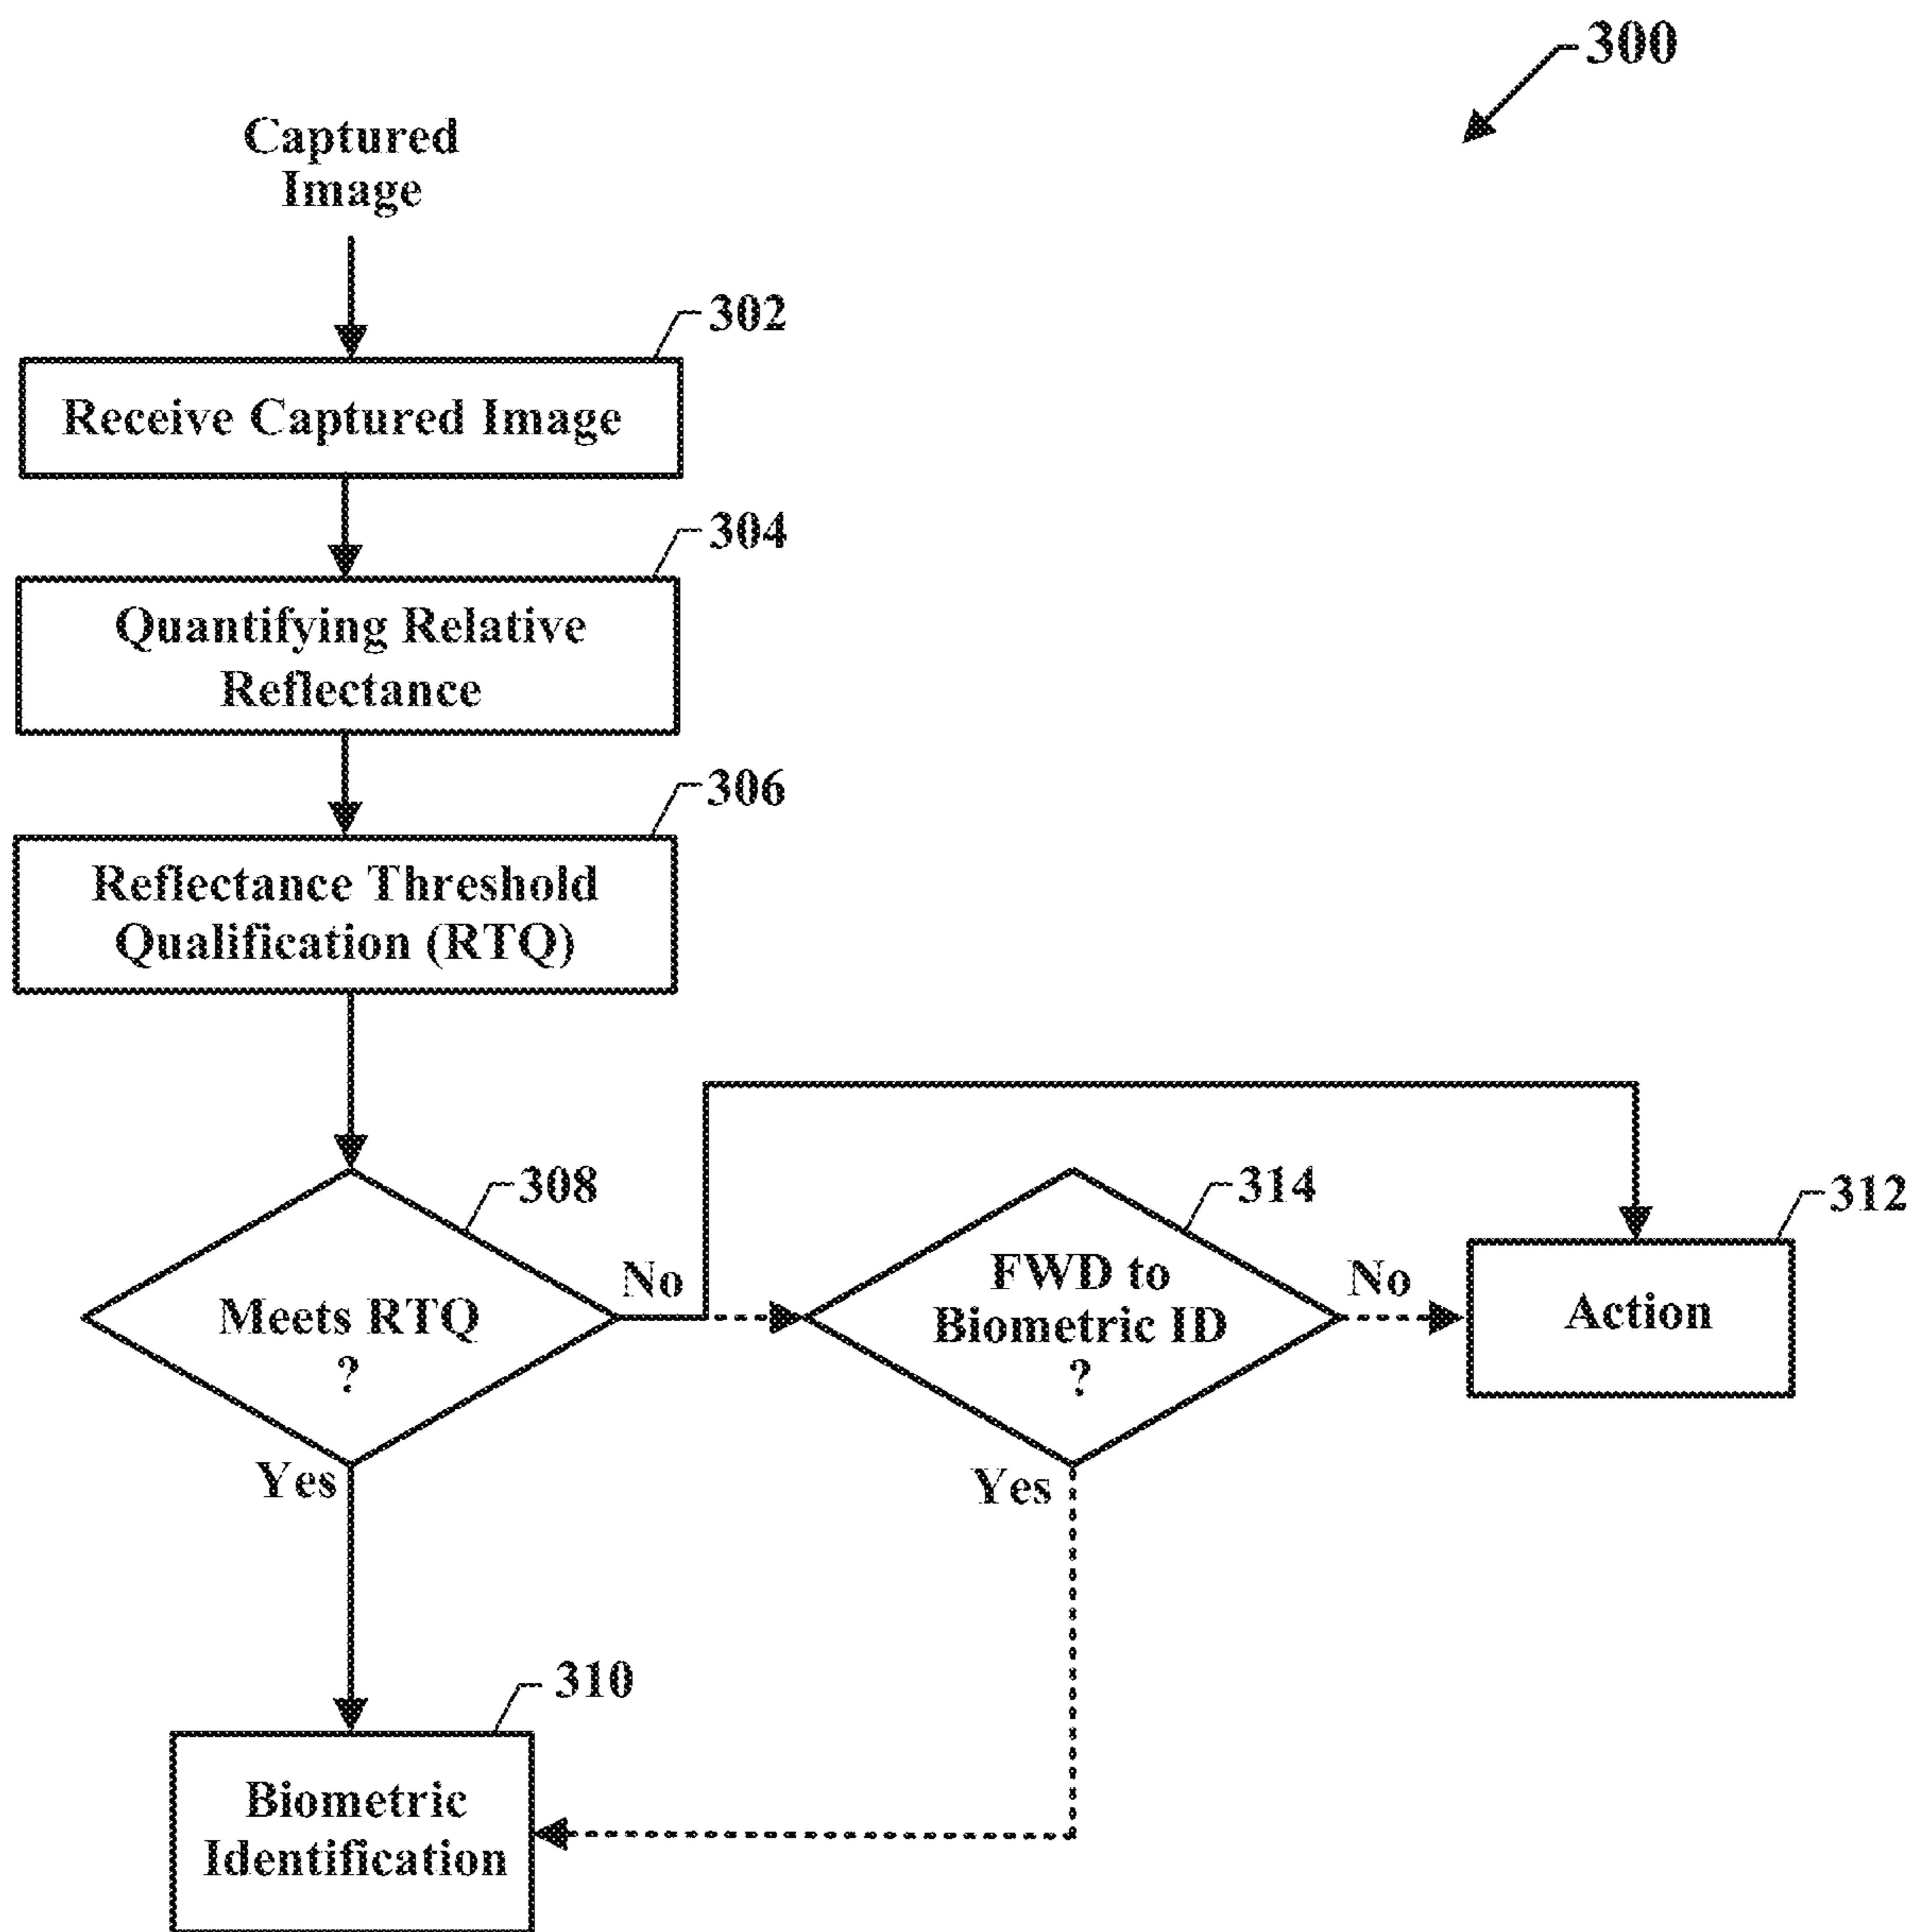 300
Captured
Image
302
Receive Captured Image
304
Quantifying Relative
Reflectance
306
Reflectance Threshold
Qualification (RTQ)
308
Meets RTQ
?
No
Yes
314
FWD to
Biometric ID
?
No
Yes
312
Action
310
Biometric
Identification